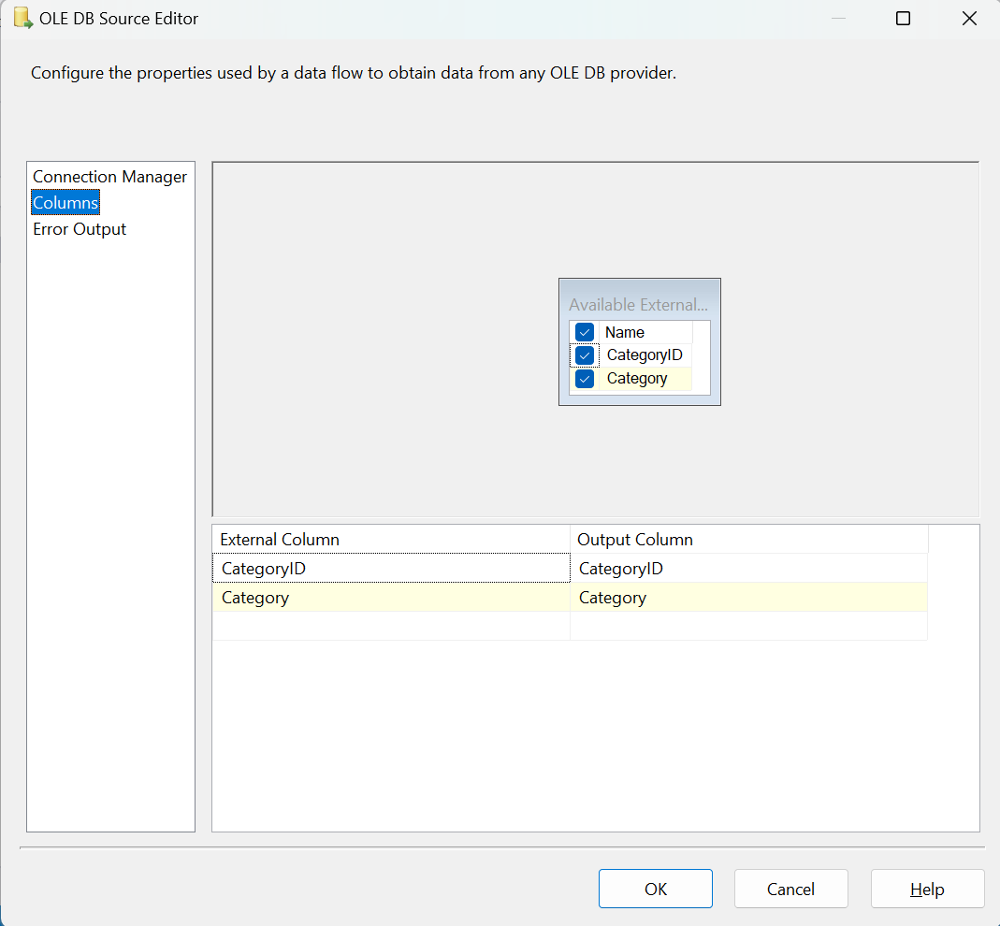 OLE DB Source Editor
Configure the properties used by a data flow to obtain data from any OLE DB provider.
Connection Manager
Columns
Error Output
Available External...
Name
CategoryID
Category
External Column Output Column
CategoryID CategoryID
Category Category
OK Cancel Help